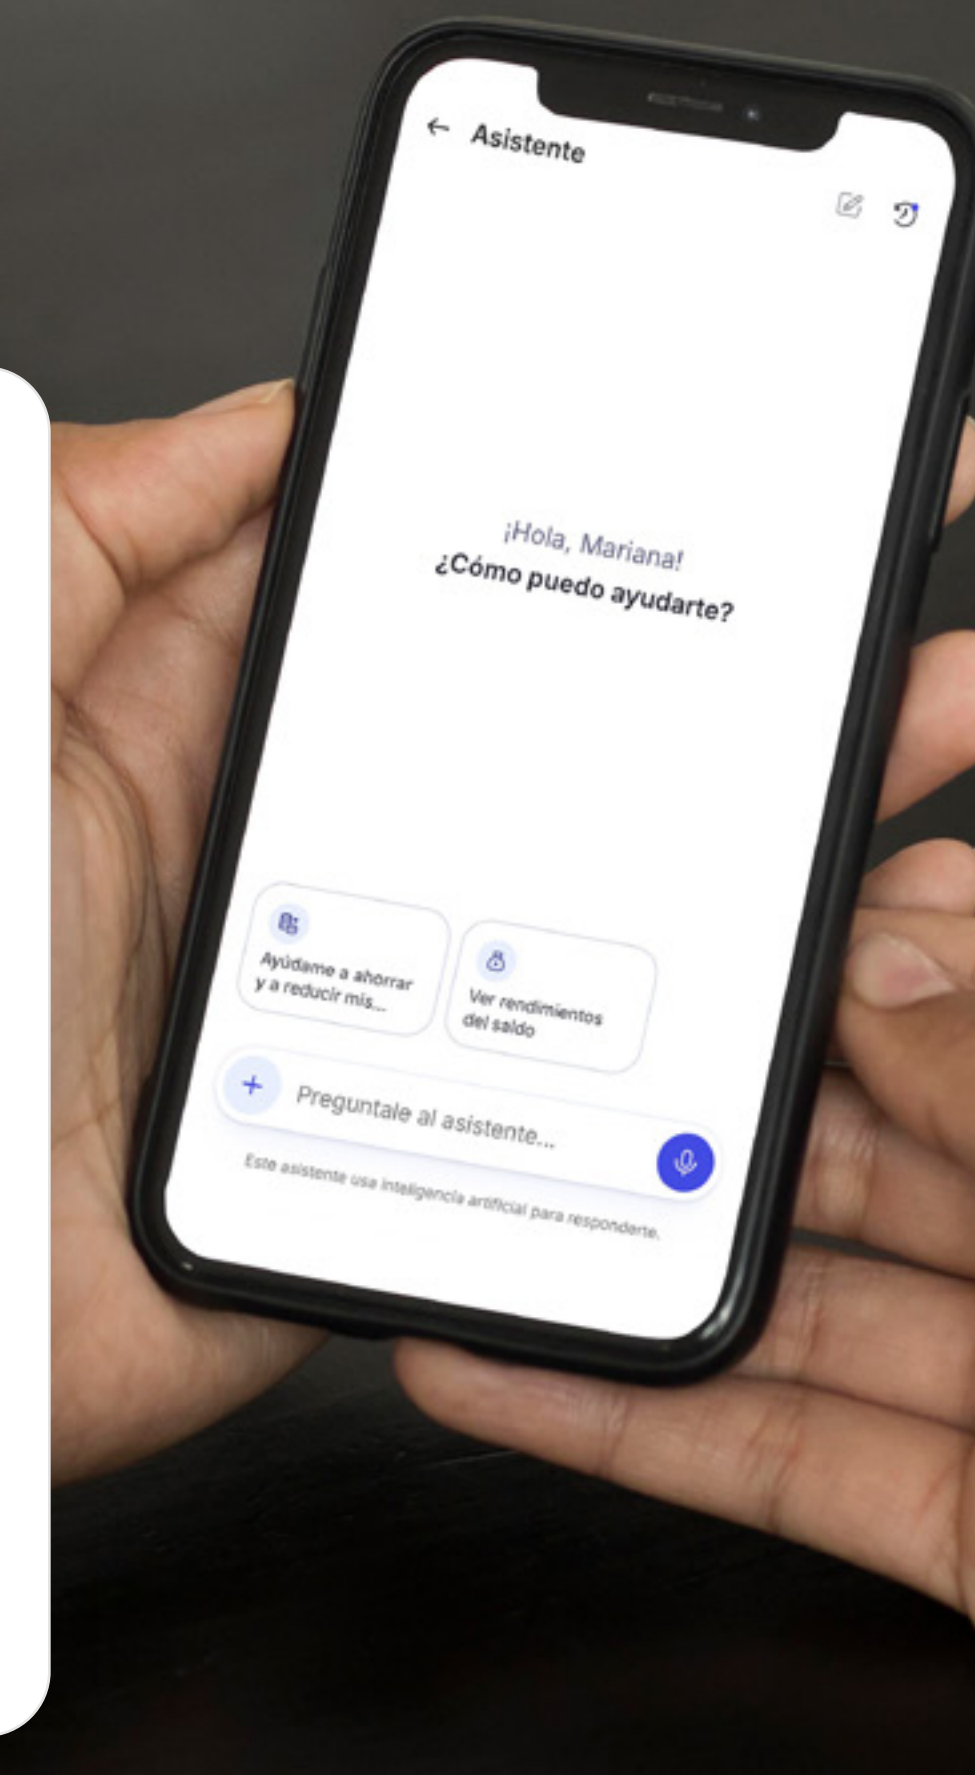 Asistente
¡Hola, Mariana!
¿Cómo puedo ayudarte?
Ayúdame a ahorrar
y a reducir mis...
Ver rendimientos
del saldo
Preguntale al asistente...
Este asistente usa inteligencia artificial para responderte.